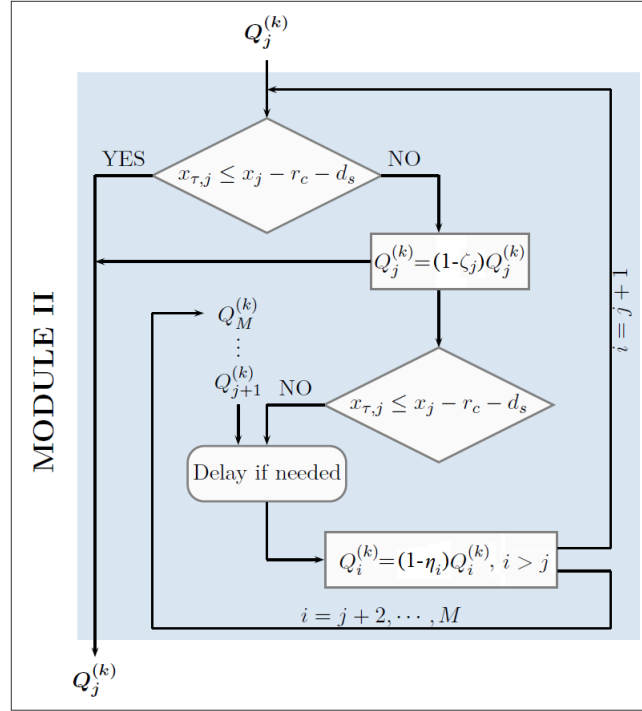 Q_j^{(k)}
YES
x_{τ,j} ≤ x_j − r_c − d_s
NO
Q_j^{(k)}=(1-ζ_j)Q_j^{(k)}
i = j + 1
MODULE II
Q_M^{(k)}
⋮
Q_{j+1}^{(k)}
NO
x_{τ,j} ≤ x_j − r_c − d_s
Delay if needed
Q_i^{(k)}=(1-η_i)Q_i^{(k)}, i > j
i = j + 2, ⋯ , M
Q_j^{(k)}